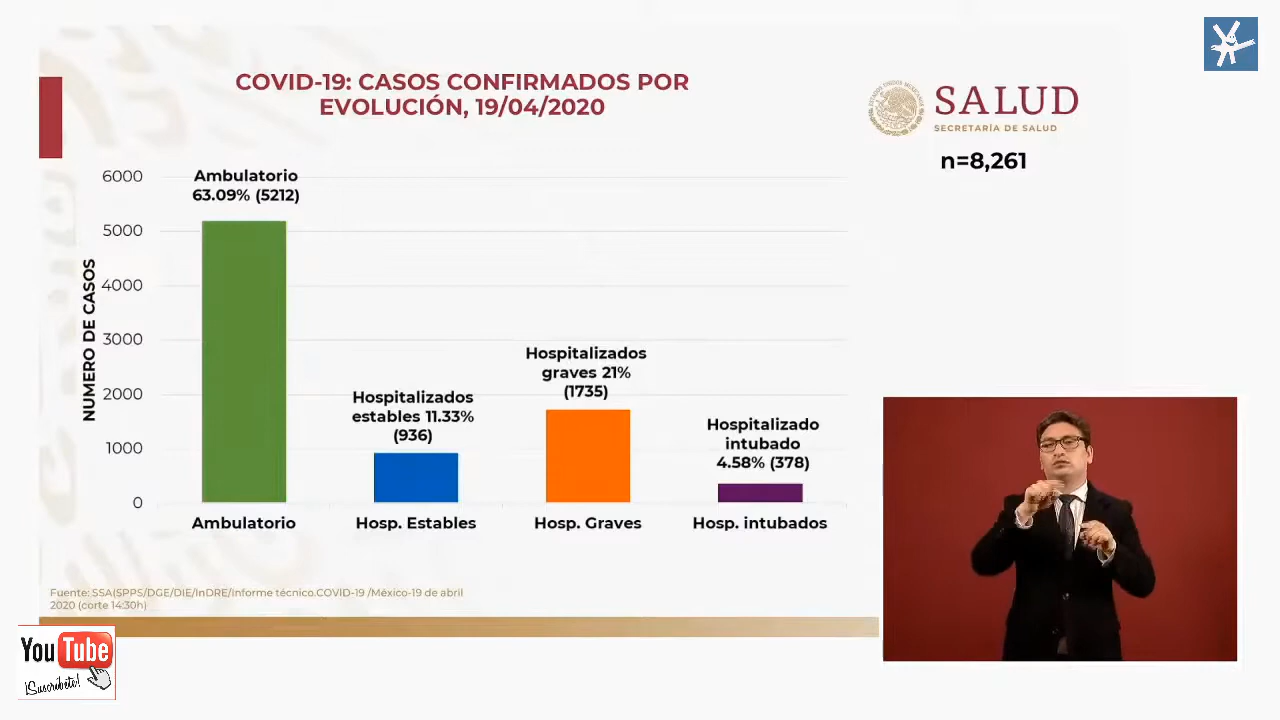 COVID-19: CASOS CONFIRMADOS POR
EVOLUCIÓN, 19/04/2020
SALUD
SECRETARÍA DE SALUD
n=8,261
NUMERO DE CASOS
6000
5000
4000
3000
2000
1000
0
Ambulatorio
63.09% (5212)
Hospitalizados
estables 11.33%
(936)
Hospitalizados
graves 21%
(1735)
Hospitalizado
intubado
4.58% (378)
Ambulatorio
Hosp. Estables
Hosp. Graves
Hosp. intubados
Fuente: SSA(SPPS/DGE/DIE/InDRE/Informe técnico.COVID-19 /México-19 de abril
2020 (corte 14:30h)
YouTube
¡Suscríbete!